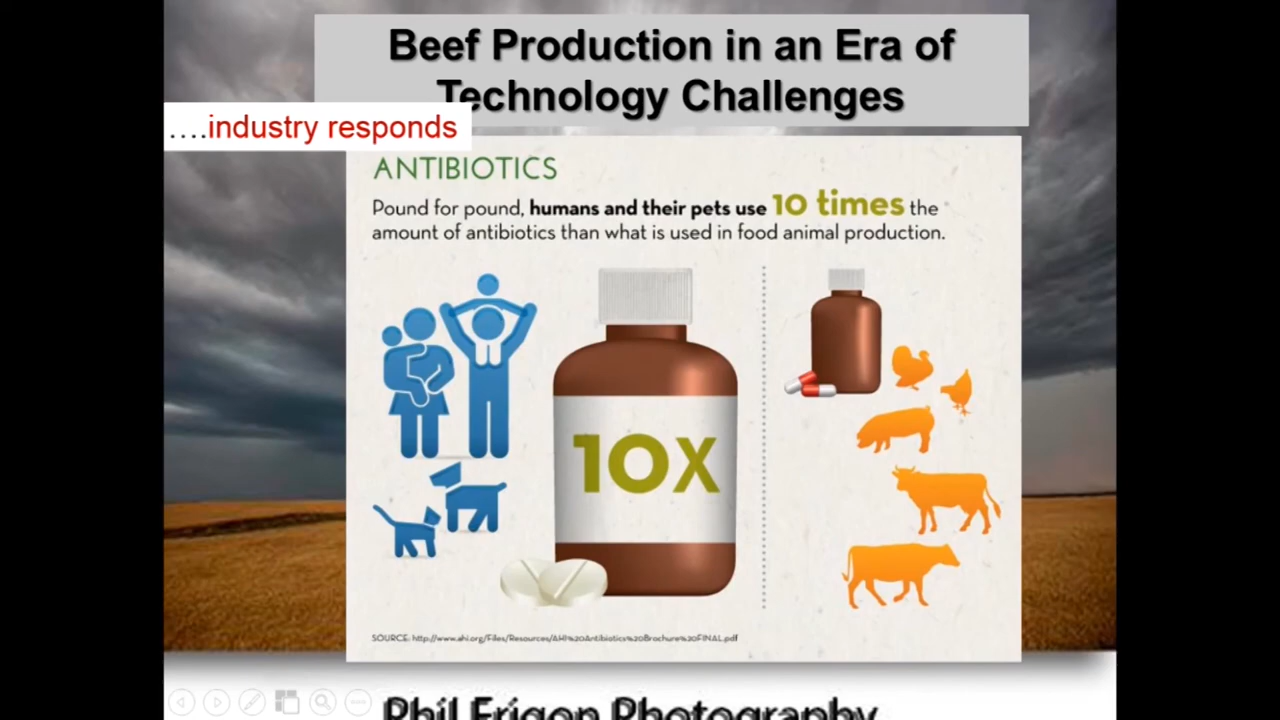 Beef Production in an Era of
Technology Challenges
....industry responds
ANTIBIOTICS
Pound for pound, humans and their pets use 10 times the
amount of antibiotics than what is used in food animal production.
10X
SOURCE: http://www.ahi.org/Files/Resources/AHI%20Antibiotics%20Brochure%20FINAL.pdf
Phil Frigon Photography